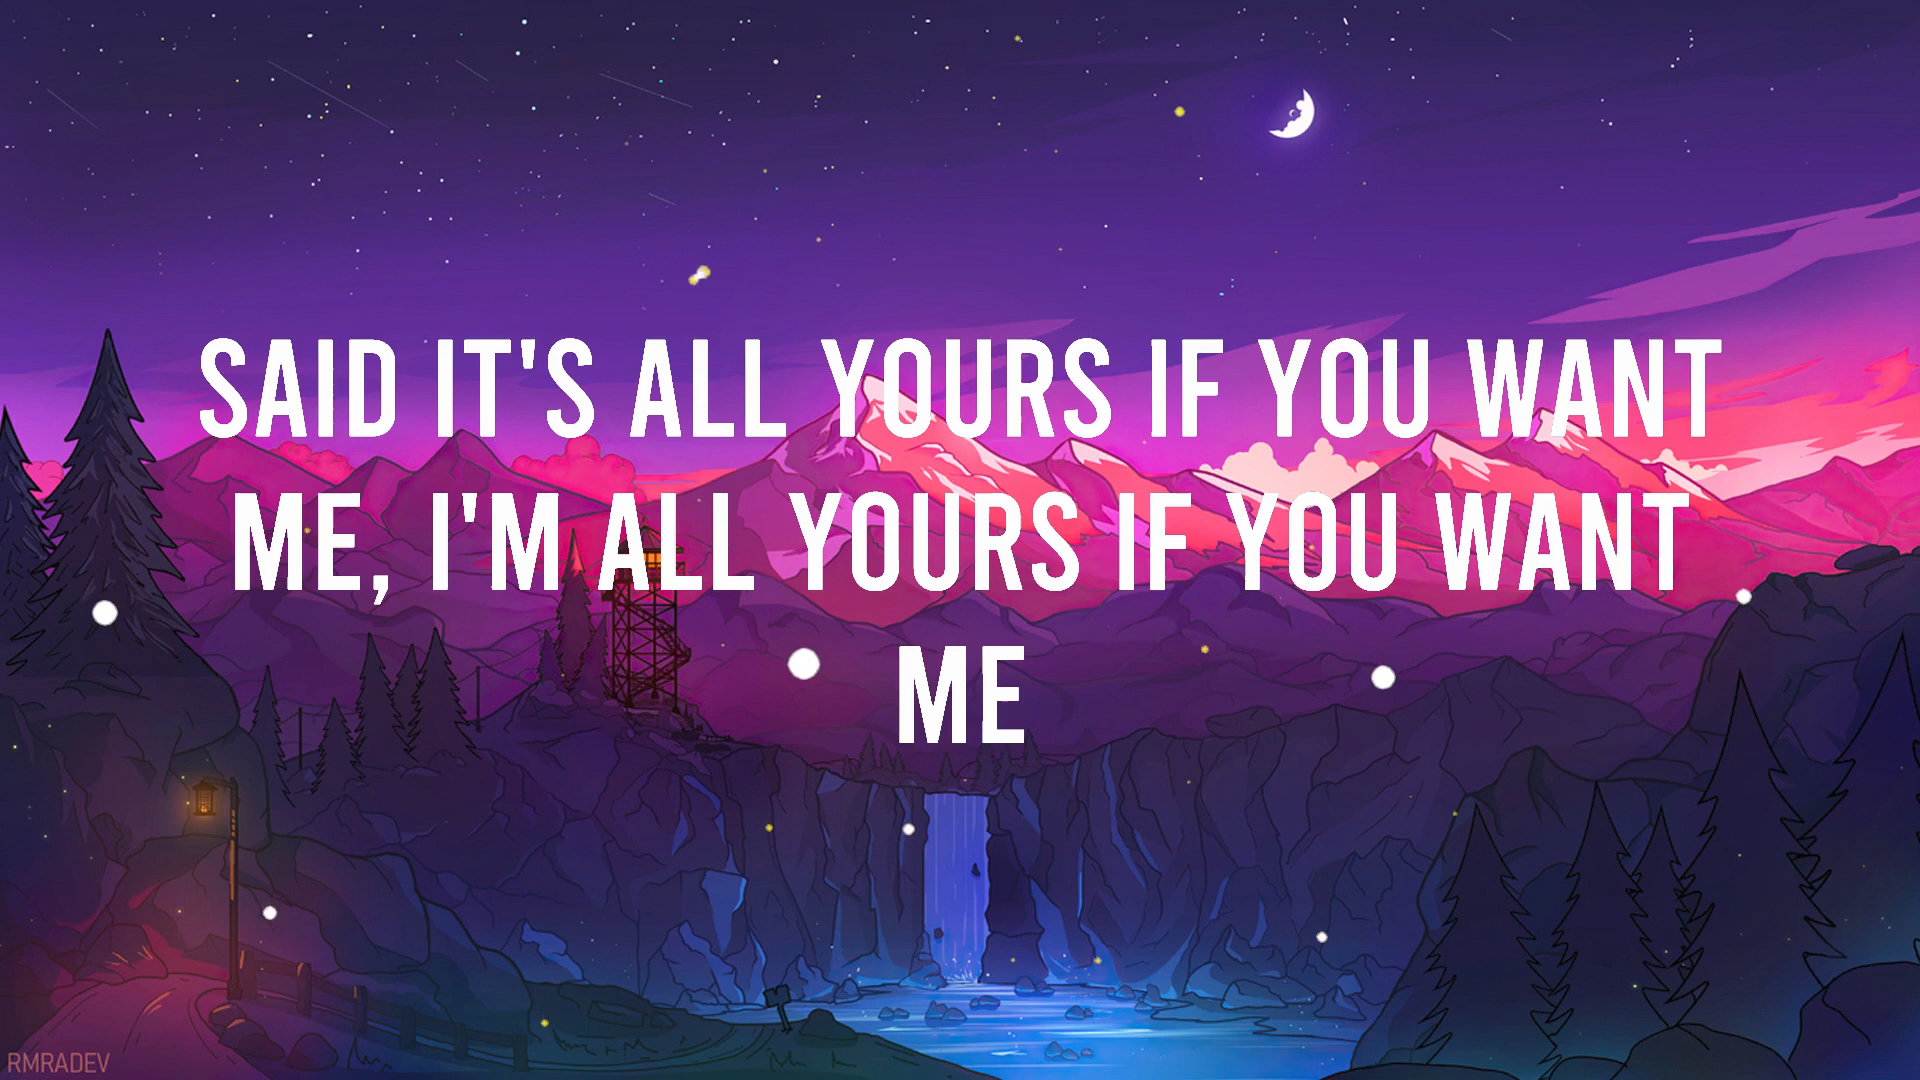 SAID IT'S ALL YOURS IF YOU WANT
ME, I'M ALL YOURS IF YOU WANT
ME
RMRADEV